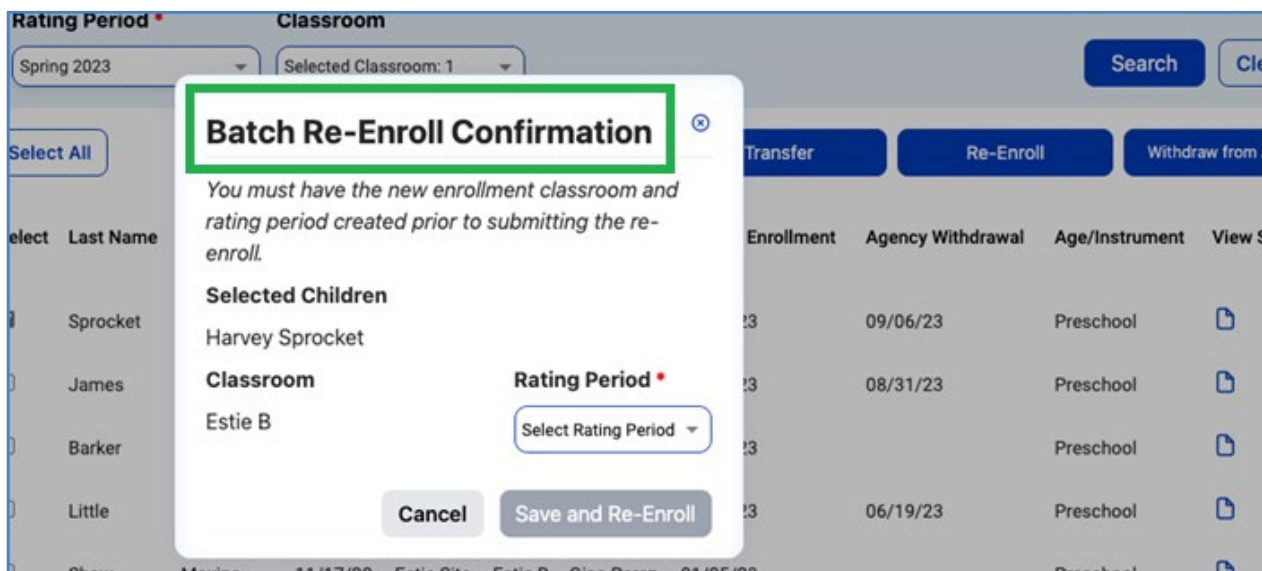 Rating Period * Classroom
Spring 2023 Selected Classroom: 1 Search
Batch Re-Enroll Confirmation
Select All Transfer Re-Enroll Withdraw from
You must have the new enrollment classroom and
rating period created prior to submitting the re-
enroll.
Last Name Enrollment Agency Withdrawal Age/Instrument View
Selected Children
Sprocket 09/06/23 Preschool
Harvey Sprocket
Classroom Rating Period *
James 08/31/23 Preschool
Estie B Select Rating Period
Barker Preschool
Cancel Save and Re-Enroll
Little 06/19/23 Preschool